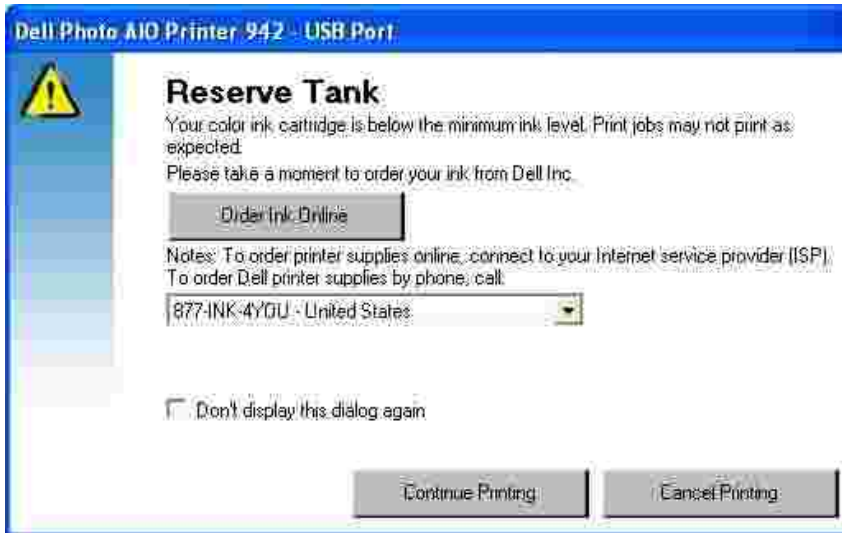 Dell Photo AIO Printer 942 - USB Port
Reserve Tank
Your color ink cartridge is below the minimum ink level. Print jobs may not print as
expected.
Please take a moment to order your ink from Dell Inc.
Order Ink Online
Notes: To order printer supplies online, connect to your Internet service provider (ISP).
To order Dell printer supplies by phone, call:
877-INK-4YOU - United States
Don't display this dialog again
Continue Printing
Cancel Printing